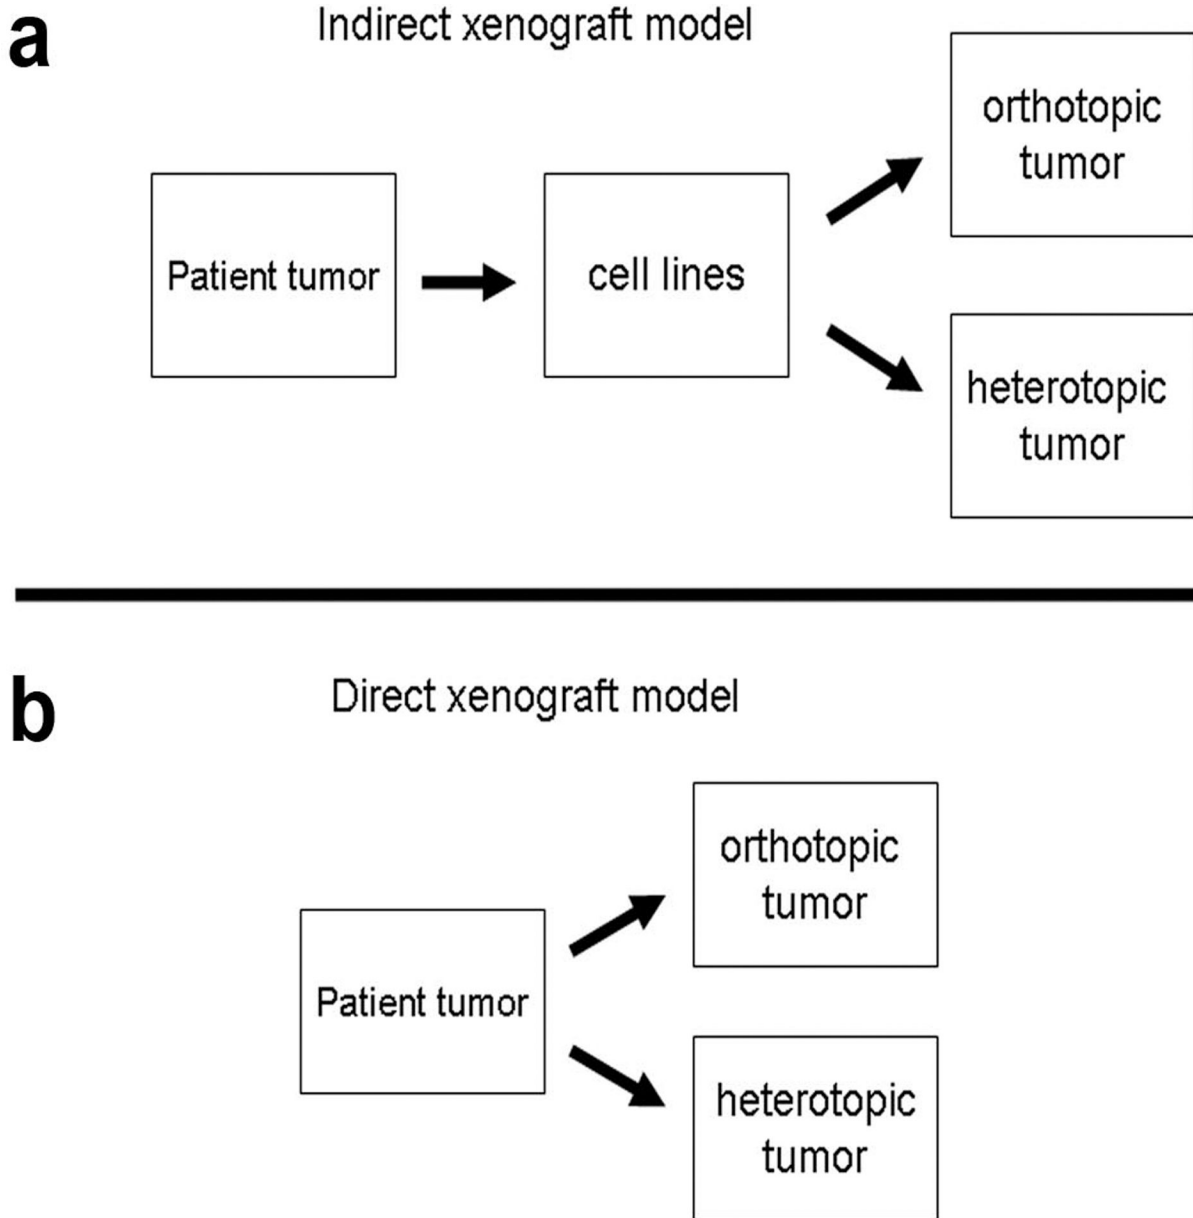 a
Indirect xenograft model
orthotopic
tumor
Patient tumor
cell lines
heterotopic
tumor
b
Direct xenograft model
orthotopic
tumor
Patient tumor
heterotopic
tumor